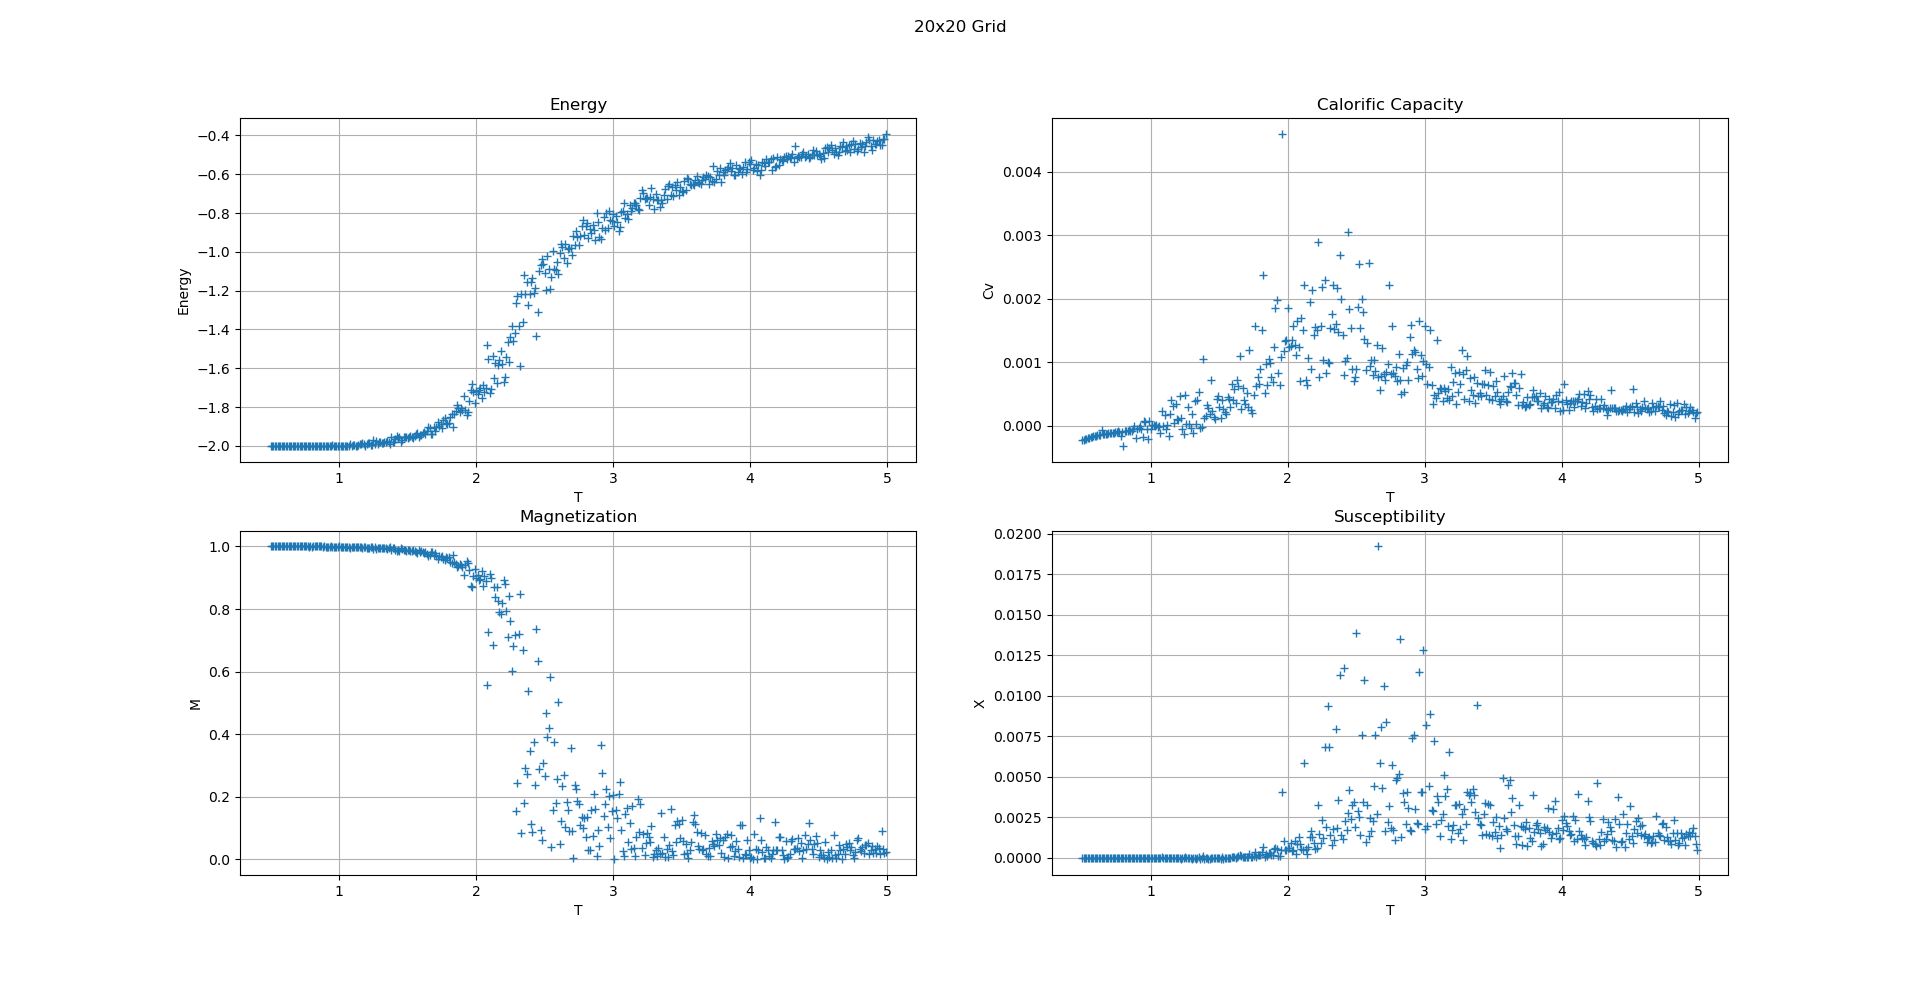 20x20 Grid
Energy
Energy
−0.4
−0.6
−0.8
−1.0
−1.2
−1.4
−1.6
−1.8
−2.0
1 2 3 4 5
T
Calorific Capacity
Cv
0.004
0.003
0.002
0.001
0.000
1 2 3 4 5
T
Magnetization
M
1.0
0.8
0.6
0.4
0.2
0.0
1 2 3 4 5
T
Susceptibility
X
0.0200
0.0175
0.0150
0.0125
0.0100
0.0075
0.0050
0.0025
0.0000
1 2 3 4 5
T